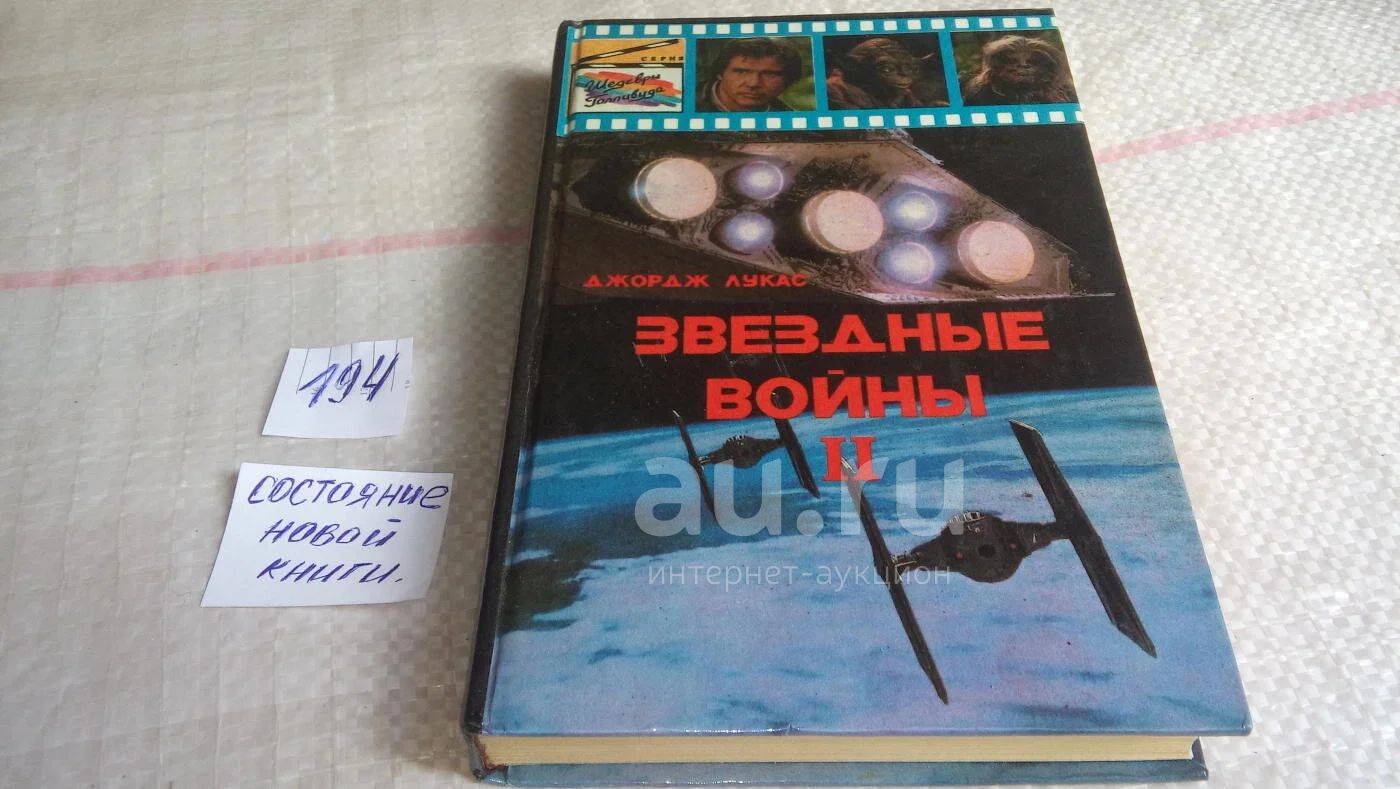 СЕРИЯ
Шедевры
Голливуда
ДЖОРДЖ ЛУКАС
ЗВЕЗДНЫЕ
ВОЙНЫ
II
au.ru
интернет-аукцион
194
СОСТОЯНИЕ
НОВОЙ
КНИГИ.